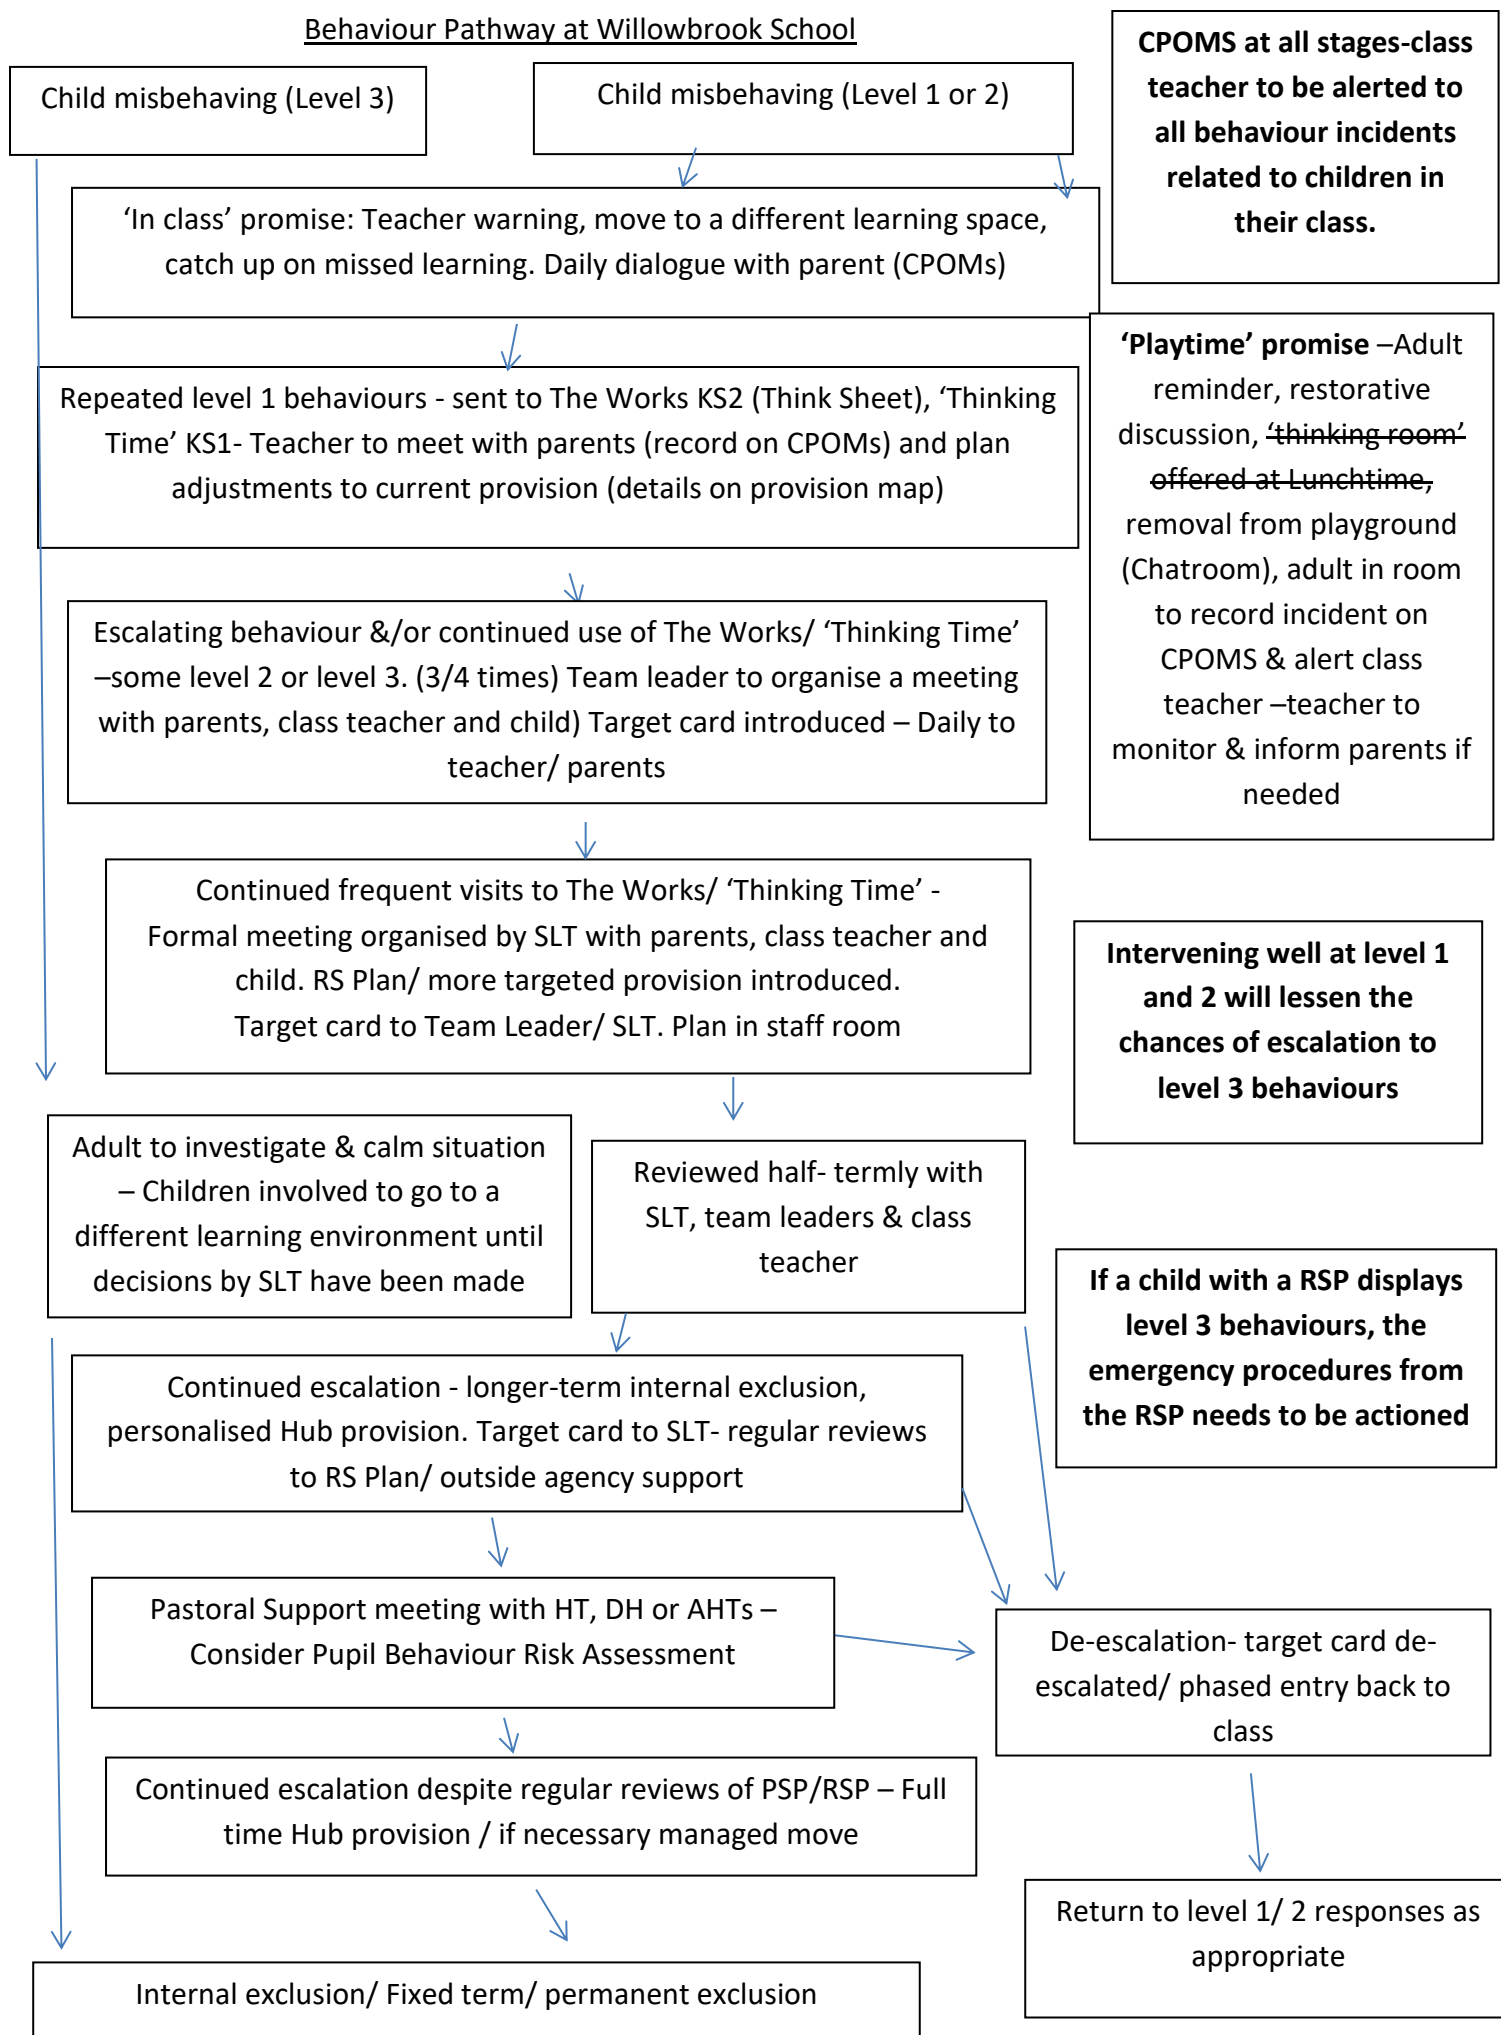 Behaviour Pathway at Willowbrook School
Child misbehaving (Level 3)
Child misbehaving (Level 1 or 2)
CPOMS at all stages-class
teacher to be alerted to
all behaviour incidents
related to children in
their class.
‘In class’ promise: Teacher warning, move to a different learning space,
catch up on missed learning. Daily dialogue with parent (CPOMs)
‘Playtime’ promise –Adult
reminder, restorative
discussion, ‘thinking room’
offered at Lunchtime,
removal from playground
(Chatroom), adult in room
to record incident on
CPOMS & alert class
teacher –teacher to
monitor & inform parents if
needed
Repeated level 1 behaviours - sent to The Works KS2 (Think Sheet), ‘Thinking
Time’ KS1- Teacher to meet with parents (record on CPOMs) and plan
adjustments to current provision (details on provision map)
Escalating behaviour &/or continued use of The Works/ ‘Thinking Time’
–some level 2 or level 3. (3/4 times) Team leader to organise a meeting
with parents, class teacher and child) Target card introduced – Daily to
teacher/ parents
Continued frequent visits to The Works/ ‘Thinking Time’ -
Formal meeting organised by SLT with parents, class teacher and
child. RS Plan/ more targeted provision introduced.
Target card to Team Leader/ SLT. Plan in staff room
Intervening well at level 1
and 2 will lessen the
chances of escalation to
level 3 behaviours
Adult to investigate & calm situation
– Children involved to go to a
different learning environment until
decisions by SLT have been made
Reviewed half- termly with
SLT, team leaders & class
teacher
If a child with a RSP displays
level 3 behaviours, the
emergency procedures from
the RSP needs to be actioned
Continued escalation - longer-term internal exclusion,
personalised Hub provision. Target card to SLT- regular reviews
to RS Plan/ outside agency support
Pastoral Support meeting with HT, DH or AHTs –
Consider Pupil Behaviour Risk Assessment
De-escalation- target card de-
escalated/ phased entry back to
class
Continued escalation despite regular reviews of PSP/RSP – Full
time Hub provision / if necessary managed move
Return to level 1/ 2 responses as
appropriate
Internal exclusion/ Fixed term/ permanent exclusion